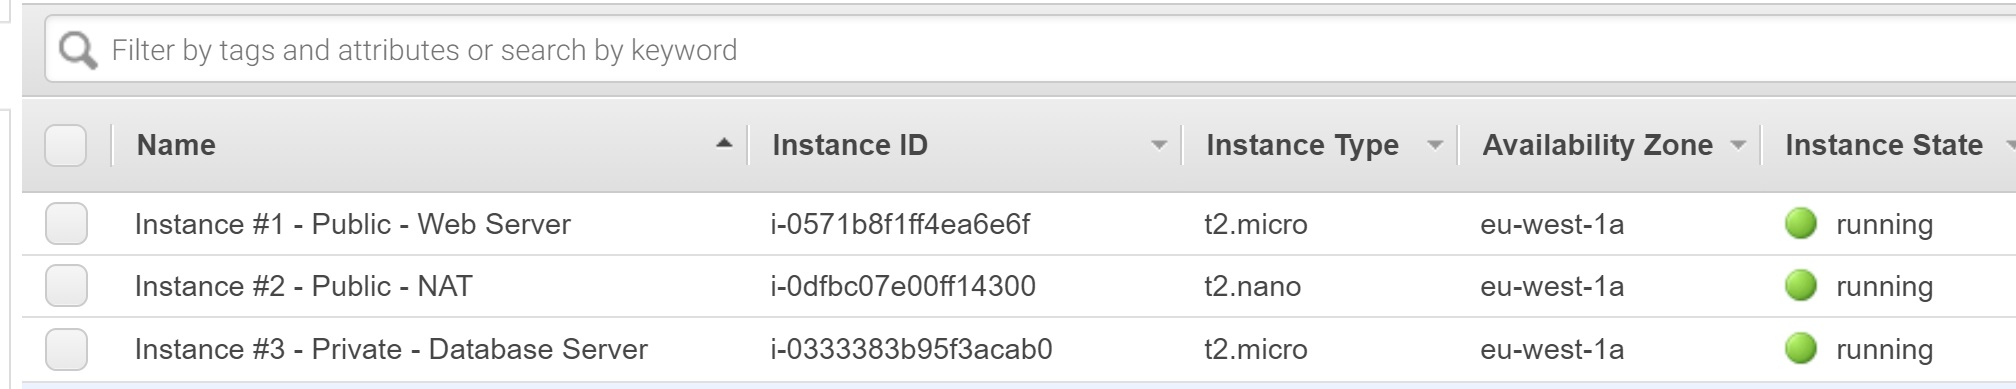 Filter by tags and attributes or search by keyword
Name Instance ID Instance Type Availability Zone Instance State
Instance #1 - Public - Web Server i-0571b8f1ff4ea6e6f t2.micro eu-west-1a running
Instance #2 - Public - NAT i-0dfbc07e00ff14300 t2.nano eu-west-1a running
Instance #3 - Private - Database Server i-0333383b95f3acab0 t2.micro eu-west-1a running